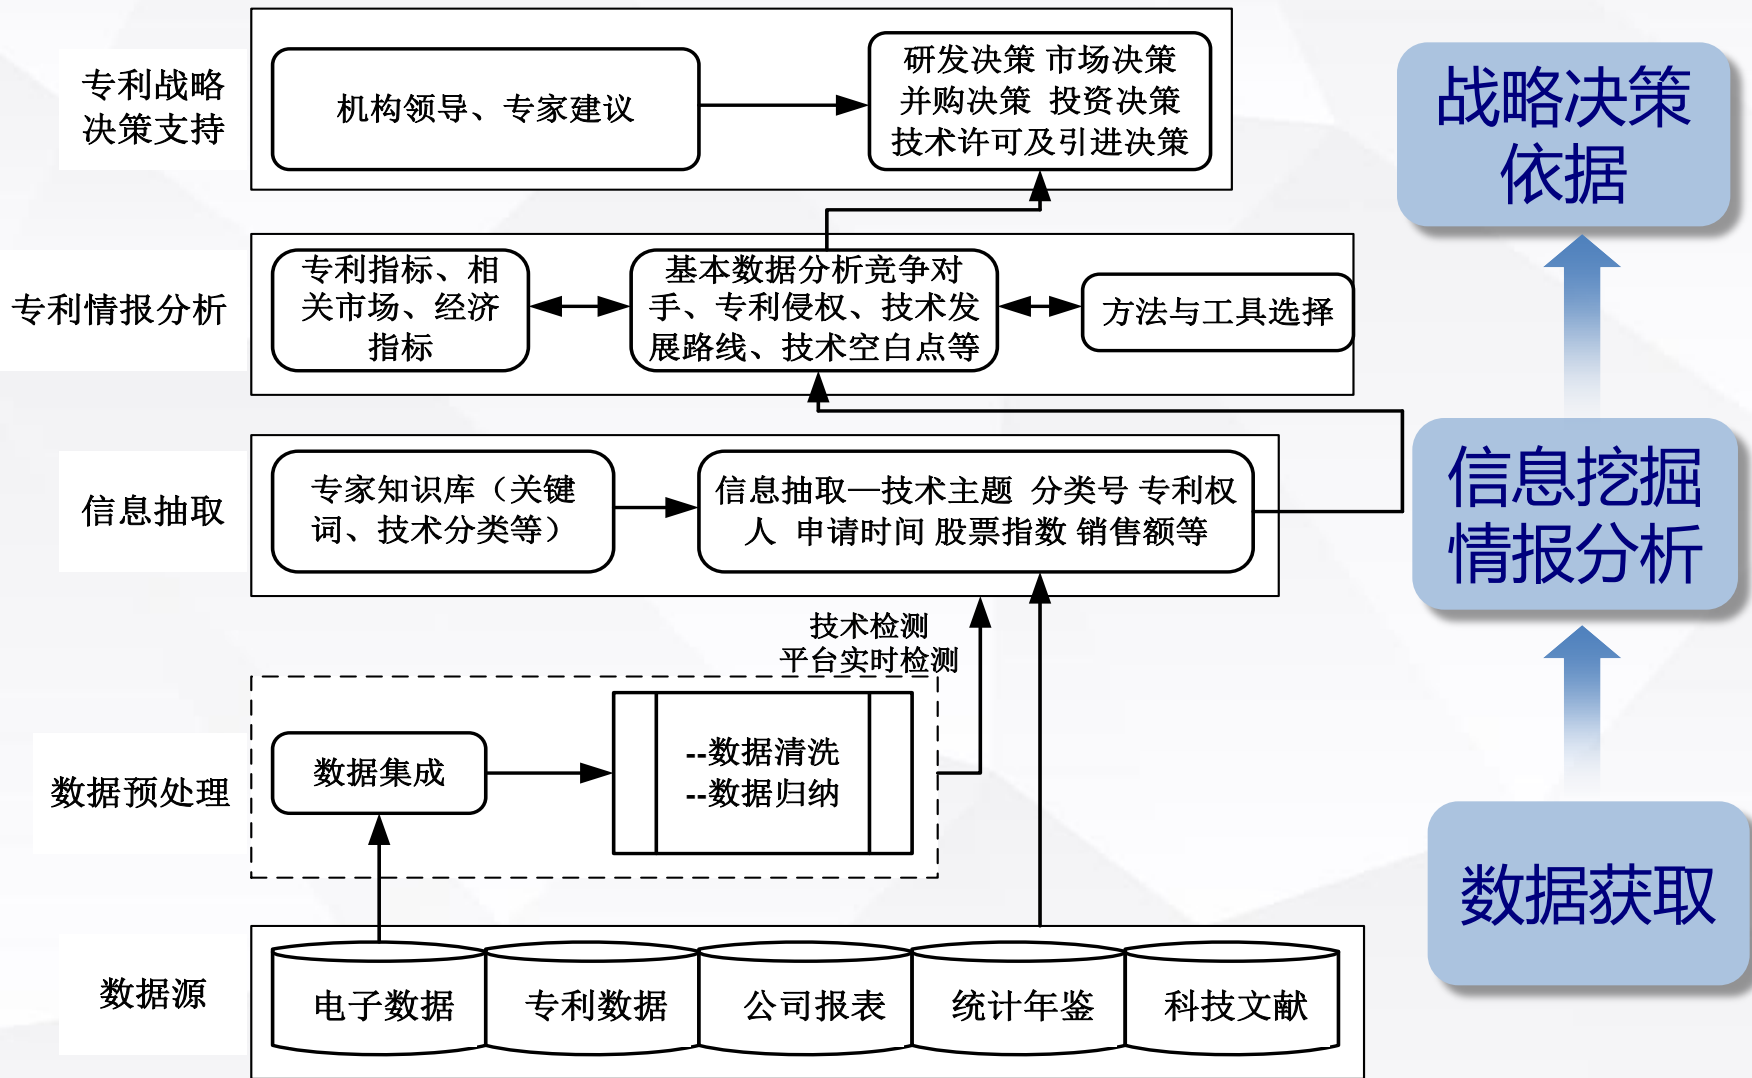 专利战略
决策支持
机构领导、专家建议
研发决策 市场决策
并购决策 投资决策
技术许可及引进决策
战略决策
依据
专利情报分析
专利指标、相
关市场、经济
指标
基本数据分析竞争对
手、专利侵权、技术发
展路线、技术空白点等
方法与工具选择
信息抽取
专家知识库（关键
词、技术分类等）
信息抽取—技术主题 分类号 专利权
人 申请时间 股票指数 销售额等
信息挖掘
情报分析
技术检测
平台实时检测
数据预处理
数据集成
--数据清洗
--数据归纳
数据获取
数据源
电子数据
专利数据
公司报表
统计年鉴
科技文献